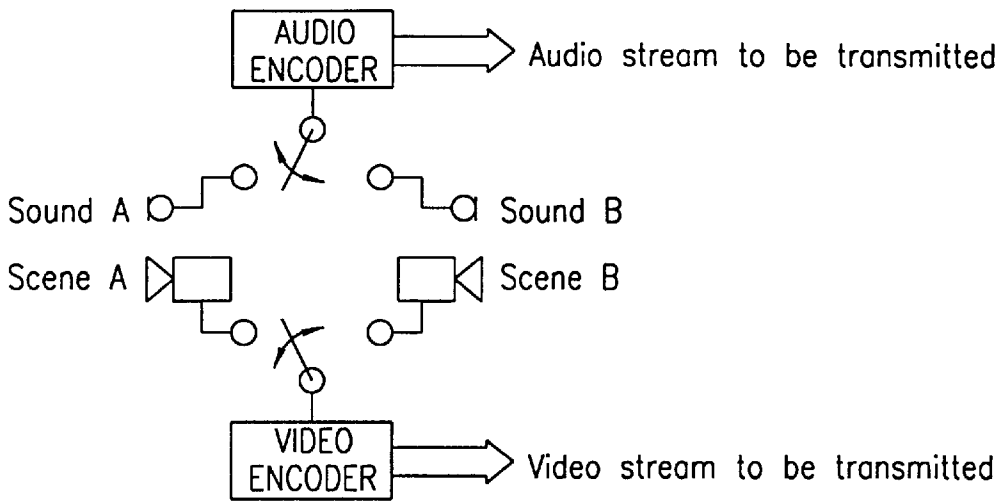 AUDIO
ENCODER
Audio stream to be transmitted
Sound A
Sound B
Scene A
Scene B
VIDEO
ENCODER
Video stream to be transmitted